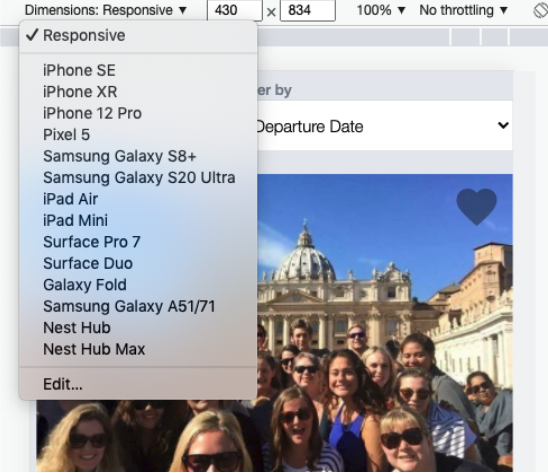 Dimensions: Responsive ▼ 430 × 834 100% ▼ No throttling ▼
✓ Responsive
iPhone SE
iPhone XR
iPhone 12 Pro
Pixel 5
Samsung Galaxy S8+
Samsung Galaxy S20 Ultra
iPad Air
iPad Mini
Surface Pro 7
Surface Duo
Galaxy Fold
Samsung Galaxy A51/71
Nest Hub
Nest Hub Max
Edit...
er by
Departure Date